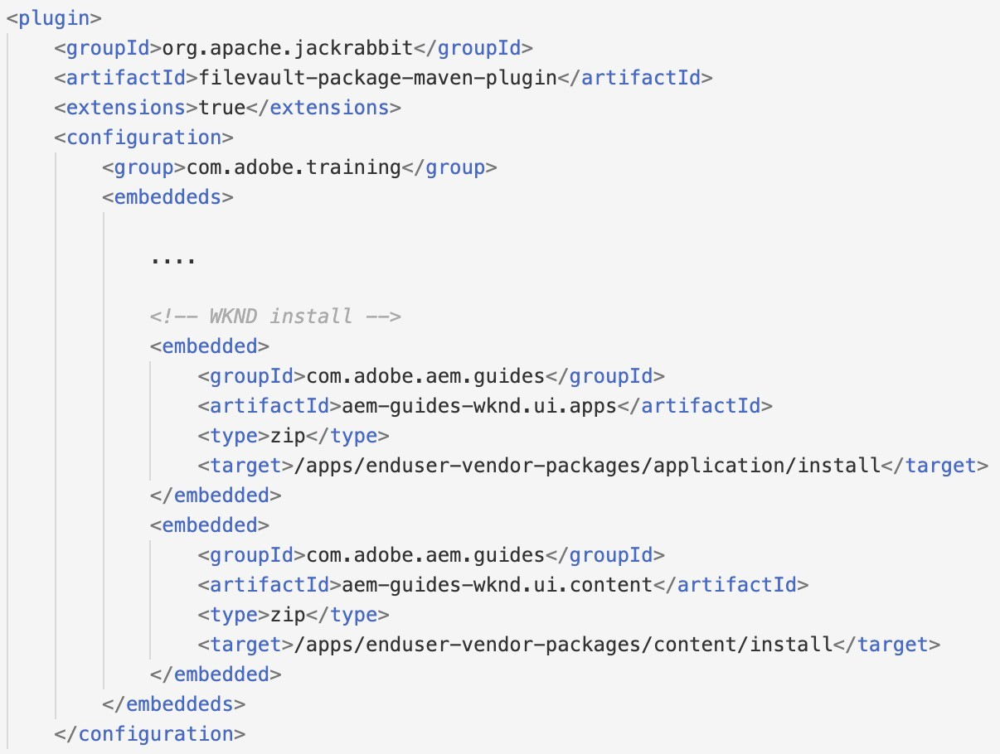 <plugin>
<groupId>org.apache.jackrabbit</groupId>
<artifactId>filevault-package-maven-plugin</artifactId>
<extensions>true</extensions>
<configuration>
<group>com.adobe.training</group>
<embeddeds>
....
<!-- WKND install -->
<embedded>
<groupId>com.adobe.aem.guides</groupId>
<artifactId>aem-guides-wknd.ui.apps</artifactId>
<type>zip</type>
<target>/apps/enduser-vendor-packages/application/install</target>
</embedded>
<embedded>
<groupId>com.adobe.aem.guides</groupId>
<artifactId>aem-guides-wknd.ui.content</artifactId>
<type>zip</type>
<target>/apps/enduser-vendor-packages/content/install</target>
</embedded>
</embeddeds>
</configuration>